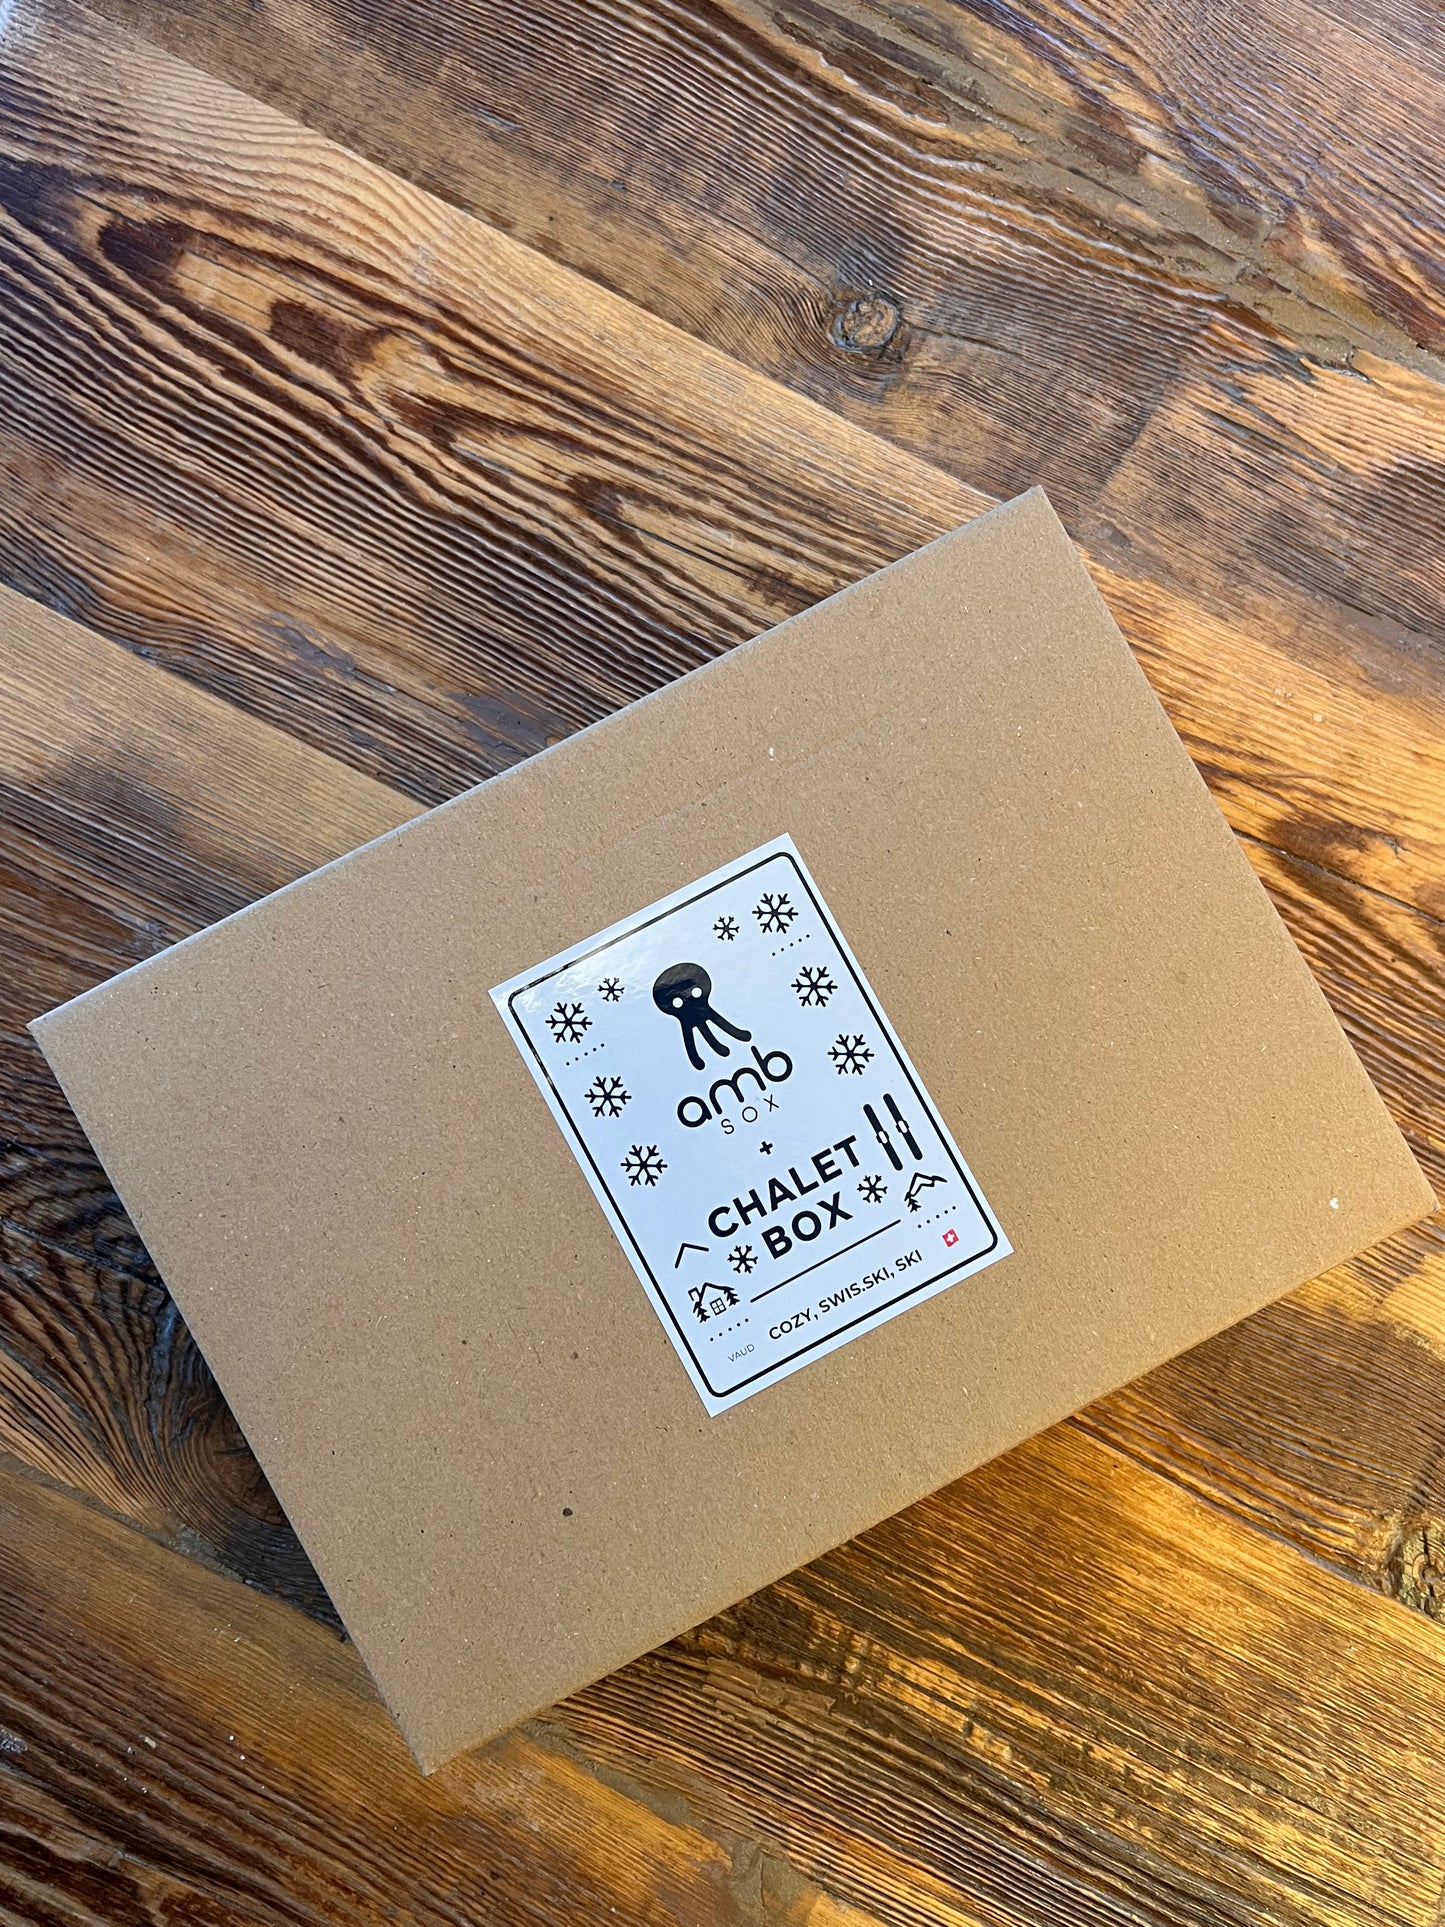 amb
SOX
+
CHALET
BOX
COZY, SWIS.SKI, SKI
VAUD